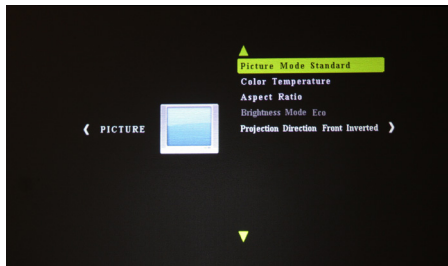 Picture Mode Standard
Color Temperature
Aspect Ratio
Brightness Mode Eco
PICTURE
Projection Direction Front Inverted